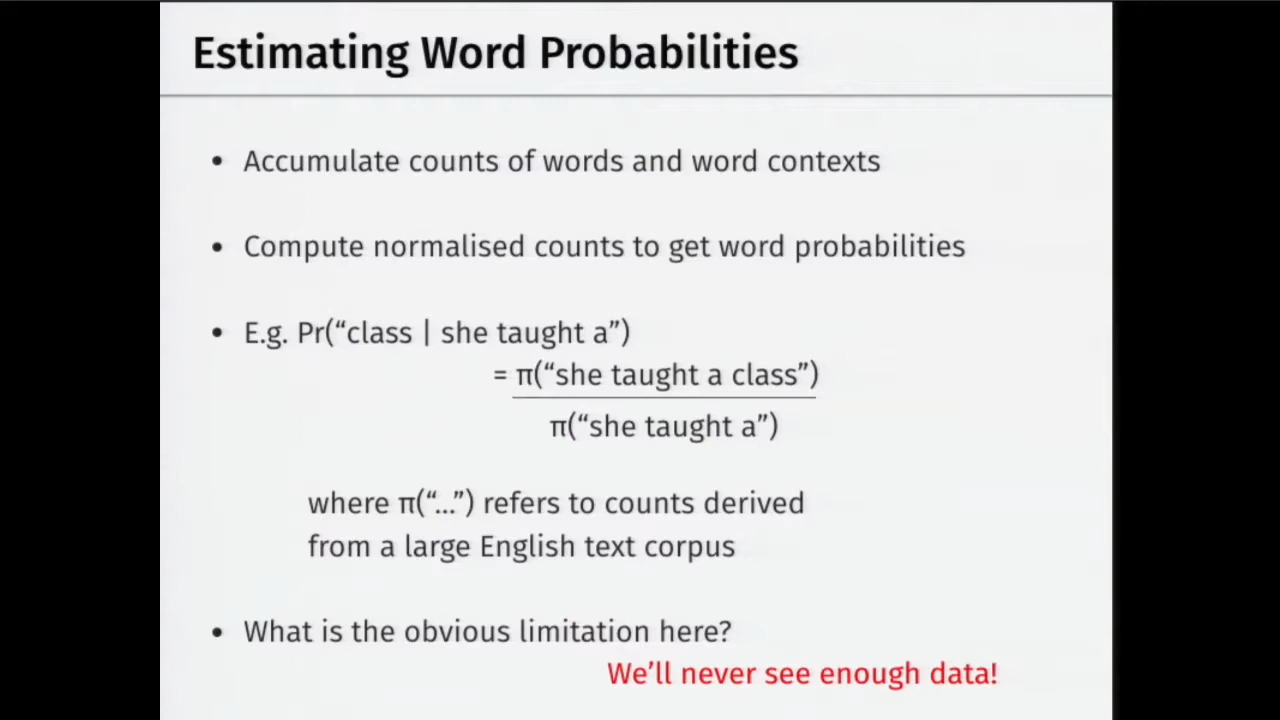 Estimating Word Probabilities
• Accumulate counts of words and word contexts
• Compute normalised counts to get word probabilities
• E.g. Pr(“class | she taught a”)
= π(“she taught a class”)
π(“she taught a”)
where π(“...”) refers to counts derived
from a large English text corpus
• What is the obvious limitation here?
We’ll never see enough data!